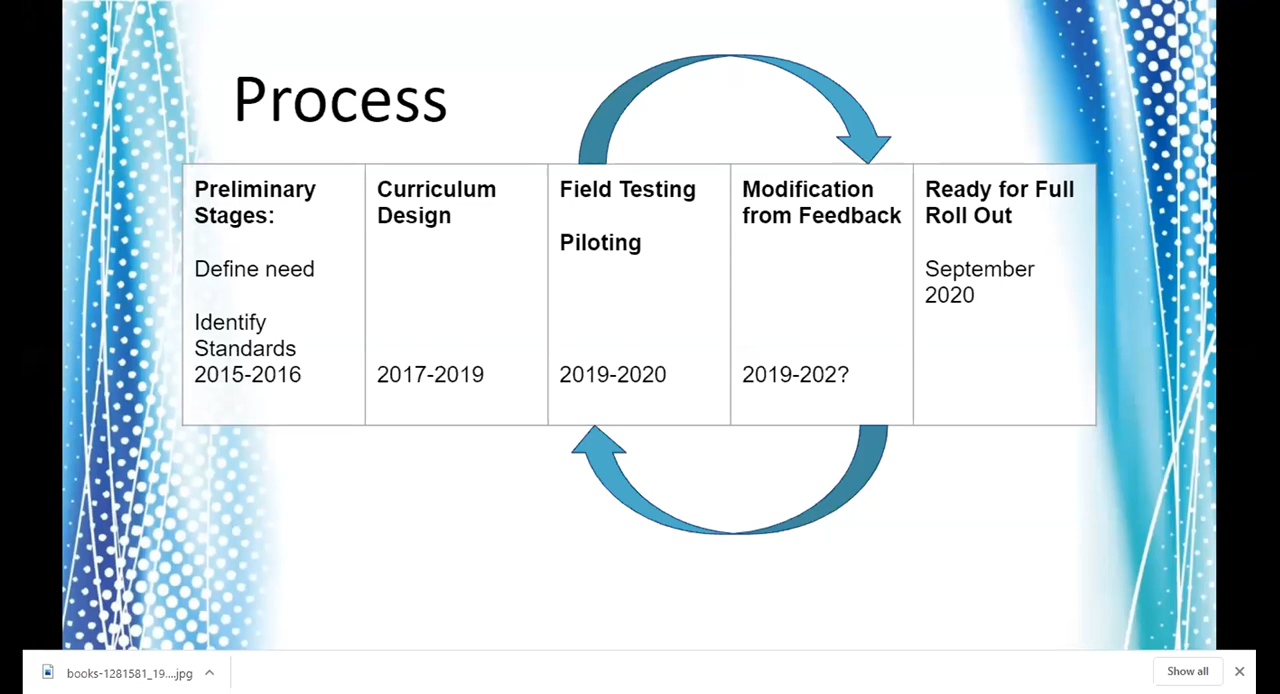 Process
Preliminary
Stages:
Define need
Identify
Standards
2015-2016
Curriculum
Design
2017-2019
Field Testing
Piloting
2019-2020
Modification
from Feedback
2019-202?
Ready for Full
Roll Out
September
2020
books-1281581_19....jpg
Show all